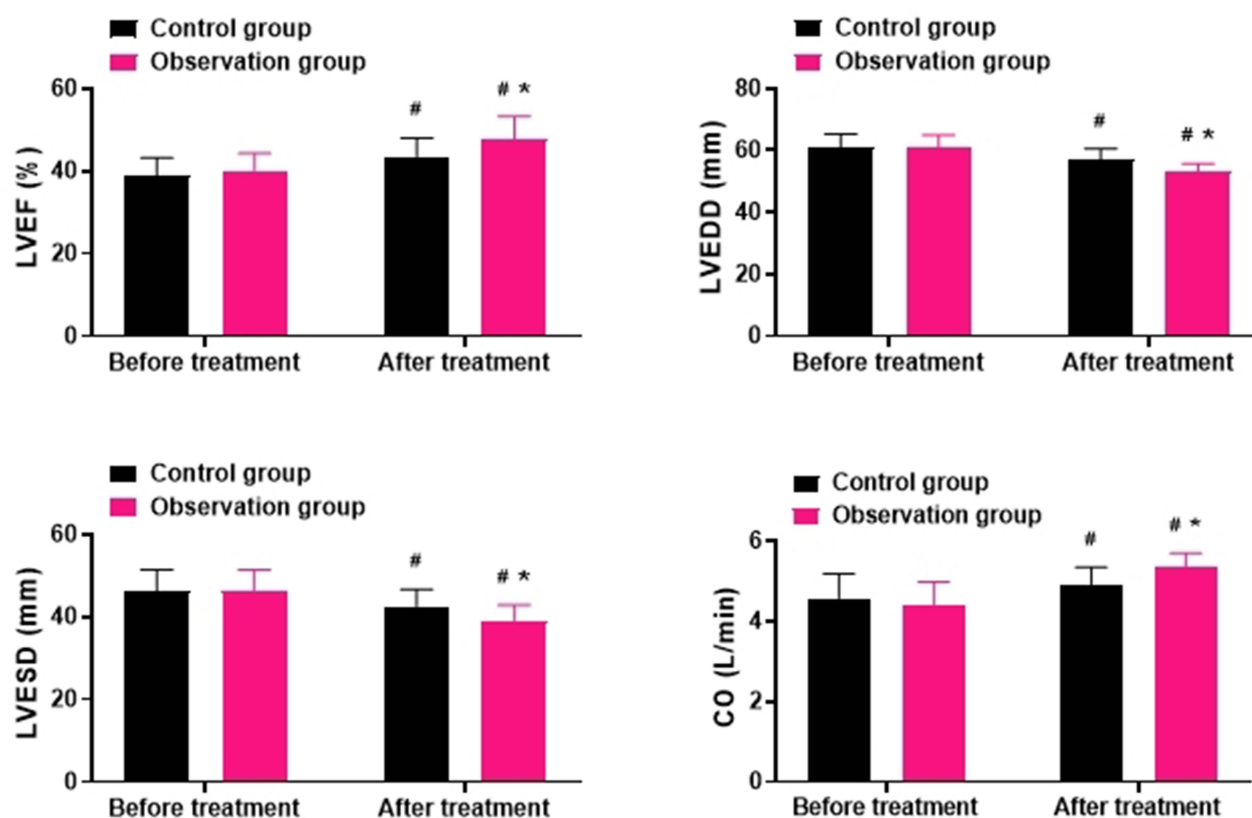 Control group
Observation group
LVEF (%)
60
40
20
0
#
# *
Before treatment
After treatment
Control group
Observation group
LVEDD (mm)
80
60
40
20
0
#
# *
Before treatment
After treatment
Control group
Observation group
LVESD (mm)
60
40
20
0
#
# *
Before treatment
After treatment
Control group
Observation group
CO (L/min)
6
4
2
0
#
# *
Before treatment
After treatment